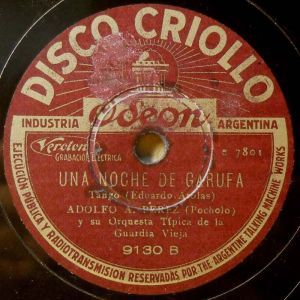 DISCO CRIOLLO
INDUSTRIA
Odeon
ARGENTINA
Veroton
GRABACION ELECTRICA
e 7801
UNA NOCHE DE GARUFA
Tango (Eduardo Arolas)
ADOLFO A. PEREZ (Pocholo)
y su Orquesta Típica de la
Guardia Vieja
9130 B
EJECUCION PUBLICA Y RADIOTRANSMISION RESERVADAS POR THE ARGENTINE TALKING MACHINE WORKS